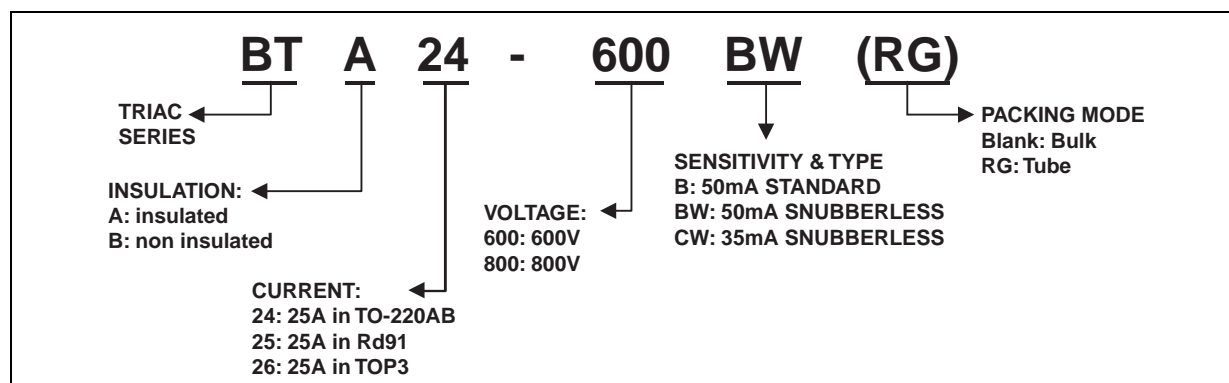 BT A 24 - 600 BW (RG)
TRIAC
SERIES
INSULATION:
A: insulated
B: non insulated
CURRENT:
24: 25A in TO-220AB
25: 25A in Rd91
26: 25A in TOP3
VOLTAGE:
600: 600V
800: 800V
SENSITIVITY & TYPE
B: 50mA STANDARD
BW: 50mA SNUBBERLESS
CW: 35mA SNUBBERLESS
PACKING MODE
Blank: Bulk
RG: Tube